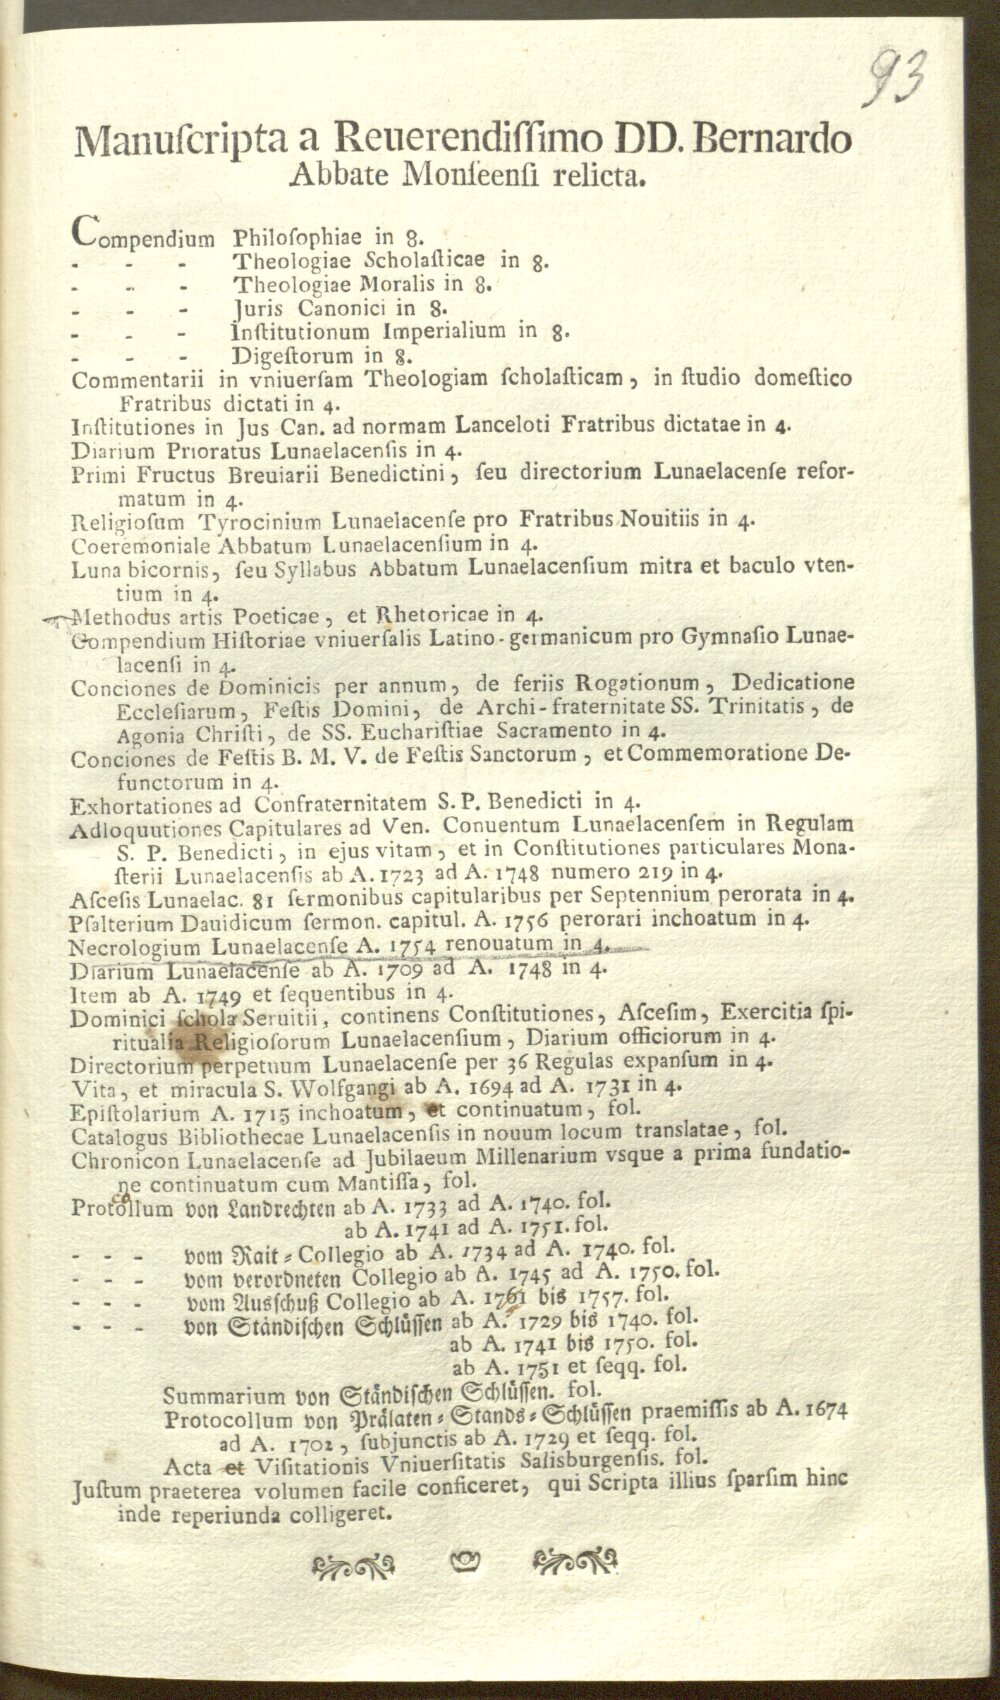 93
Manuſcripta a Reuerendiſſimo DD. Bernardo
Abbate Monſeenſi relicta.
Compendium Philoſophiae in 8.
- - - Theologiae Scholaſticae in 8.
- - - Theologiae Moralis in 8.
- - - Juris Canonici in 8.
- - - Inſtitutionum Imperialium in 8.
- - - Digeſtorum in 8.
Commentarii in vniuerſam Theologiam ſcholaſticam, in ſtudio domeſtico
Fratribus dictati in 4.
Inſtitutiones in Jus Can. ad normam Lanceloti Fratribus dictatae in 4.
Diarium Prioratus Lunaelacenſis in 4.
Primi Fructus Breuiarii Benedictini, ſeu directorium Lunaelacenſe refor-
matum in 4.
Religioſum Tyrocinium Lunaelacenſe pro Fratribus Nouitiis in 4.
Coeremoniale Abbatum Lunaelacenſium in 4.
Luna bicornis, ſeu Syllabus Abbatum Lunaelacenſium mitra et baculo vten-
tium in 4.
Methodus artis Poeticae, et Rhetoricae in 4.
Compendium Hiſtoriae vniuerſalis Latino-germanicum pro Gymnaſio Lunae-
lacenſi in 4.
Conciones de Dominicis per annum, de feriis Rogationum, Dedicatione
Eccleſiarum, Feſtis Domini, de Archi-fraternitate SS. Trinitatis, de
Agonia Chriſti, de SS. Euchariſtiae Sacramento in 4.
Conciones de Feſtis B. M. V. de Feſtis Sanctorum, et Commemoratione De-
functorum in 4.
Exhortationes ad Confraternitatem S. P. Benedicti in 4.
Adloquutiones Capitulares ad Ven. Conuentum Lunaelacenſem in Regulam
S. P. Benedicti, in ejus vitam, et in Conſtitutiones particulares Mona-
ſterii Lunaelacenſis ab A. 1723 ad A. 1748 numero 219 in 4.
Aſceſis Lunaelac. 81 ſermonibus capitularibus per Septennium perorata in 4.
Pſalterium Dauidicum ſermon. capitul. A. 1756 perorari inchoatum in 4.
Necrologium Lunaelacenſe A. 1754 renouatum in 4.
Diarium Lunaelacenſe ab A. 1709 ad A. 1748 in 4.
Item ab A. 1749 et ſequentibus in 4.
Dominici ſchola Seruitii, continens Conſtitutiones, Aſceſim, Exercitia ſpi-
ritualia Religioſorum Lunaelacenſium, Diarium officiorum in 4.
Directorium perpetuum Lunaelacenſe per 36 Regulas expanſum in 4.
Vita, et miracula S. Wolfgangi ab A. 1694 ad A. 1731 in 4.
Epiſtolarium A. 1715 inchoatum, et continuatum, fol.
Catalogus Bibliothecae Lunaelacenſis in nouum locum translatae, fol.
Chronicon Lunaelacenſe ad Jubilaeum Millenarium vsque a prima fundatio-
ne continuatum cum Mantiſſa, fol.
co
Protollum von Landrechten ab A. 1733 ad A. 1740. fol.
ab A. 1741 ad A. 1751. fol.
- - - vom Rait-Collegio ab A. 1734 ad A. 1740. fol.
- - - vom verordneten Collegio ab A. 1745 ad A. 1750. fol.
- - - vom Ausſchuß Collegio ab A. 1761 bis 1757. fol.
- - - von Ständiſchen Schlüſſen ab A. 1729 bis 1740. fol.
ab A. 1741 bis 1750. fol.
ab A. 1751 et ſeqq. fol.
Summarium von Ständiſchen Schlüſſen. fol.
Protocollum von Prälaten-Stands-Schlüſſen praemiſſis ab A. 1674
ad A. 1702, ſubjunctis ab A. 1729 et ſeqq. fol.
Acta et Viſitationis Vniuerſitatis Salisburgenſis. fol.
Juſtum praeterea volumen facile conficeret, qui Scripta illius ſparſim hinc
inde reperiunda colligeret.